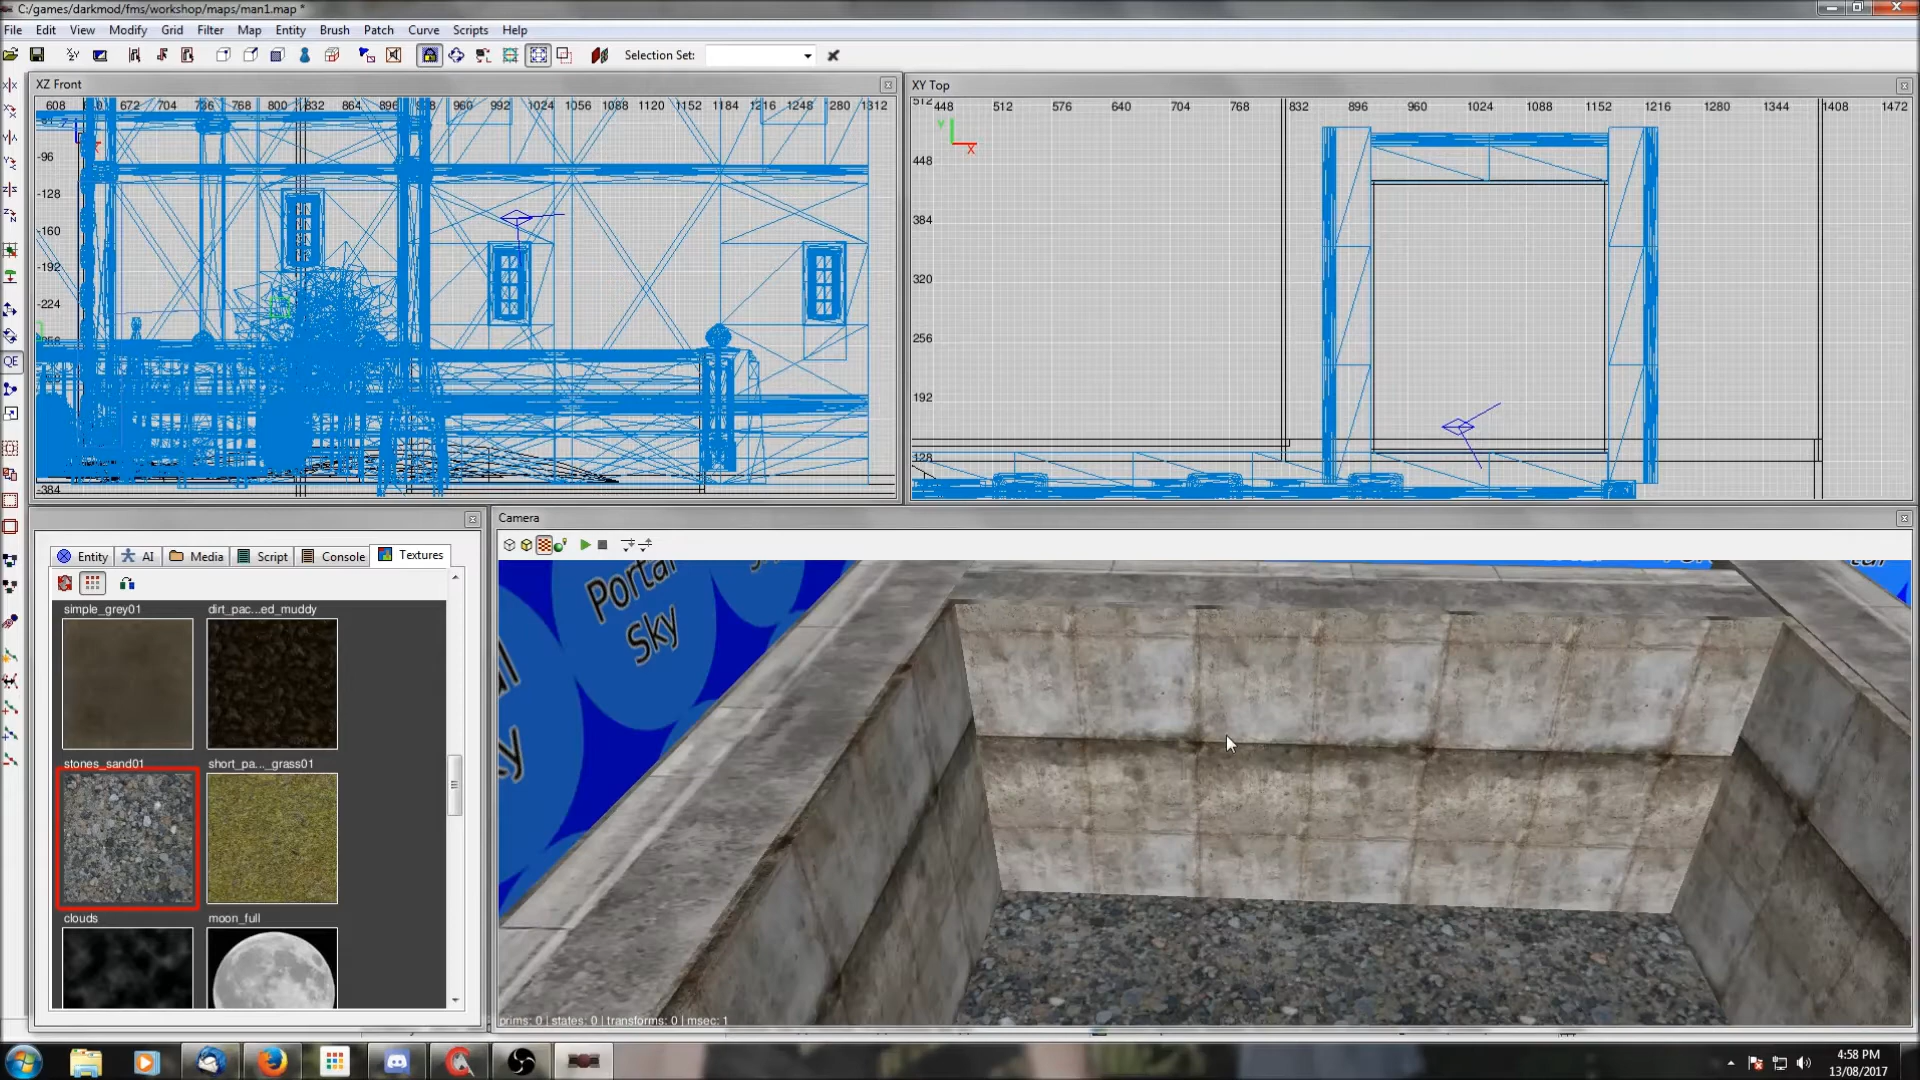 C:/games/darkmod/fms/workshop/maps/man1.map *
File Edit View Modify Grid Filter Map Entity Brush Patch Curve Scripts Help
Selection Set:
XZ Front
608 672 704 736 768 800 832 864 896 960 992 1024 1056 1088 1120 1152 1184 1216 1248 1280 1312
-96
-128
-160
-192
-224
-384
XY Top
512 448 512 576 640 704 768 832 896 960 1024 1088 1152 1216 1280 1344 1408 1472
Y
X
448
384
320
256
192
128
Entity AI Media Script Console Textures
simple_grey01 dirt_pac...ed_muddy
stones_sand01 short_pa..._grass01
clouds moon_full
Camera
Portal
Sky
prims: 0 | states: 0 | transforms: 0 | msec: 1
QE
4:58 PM
13/08/2017